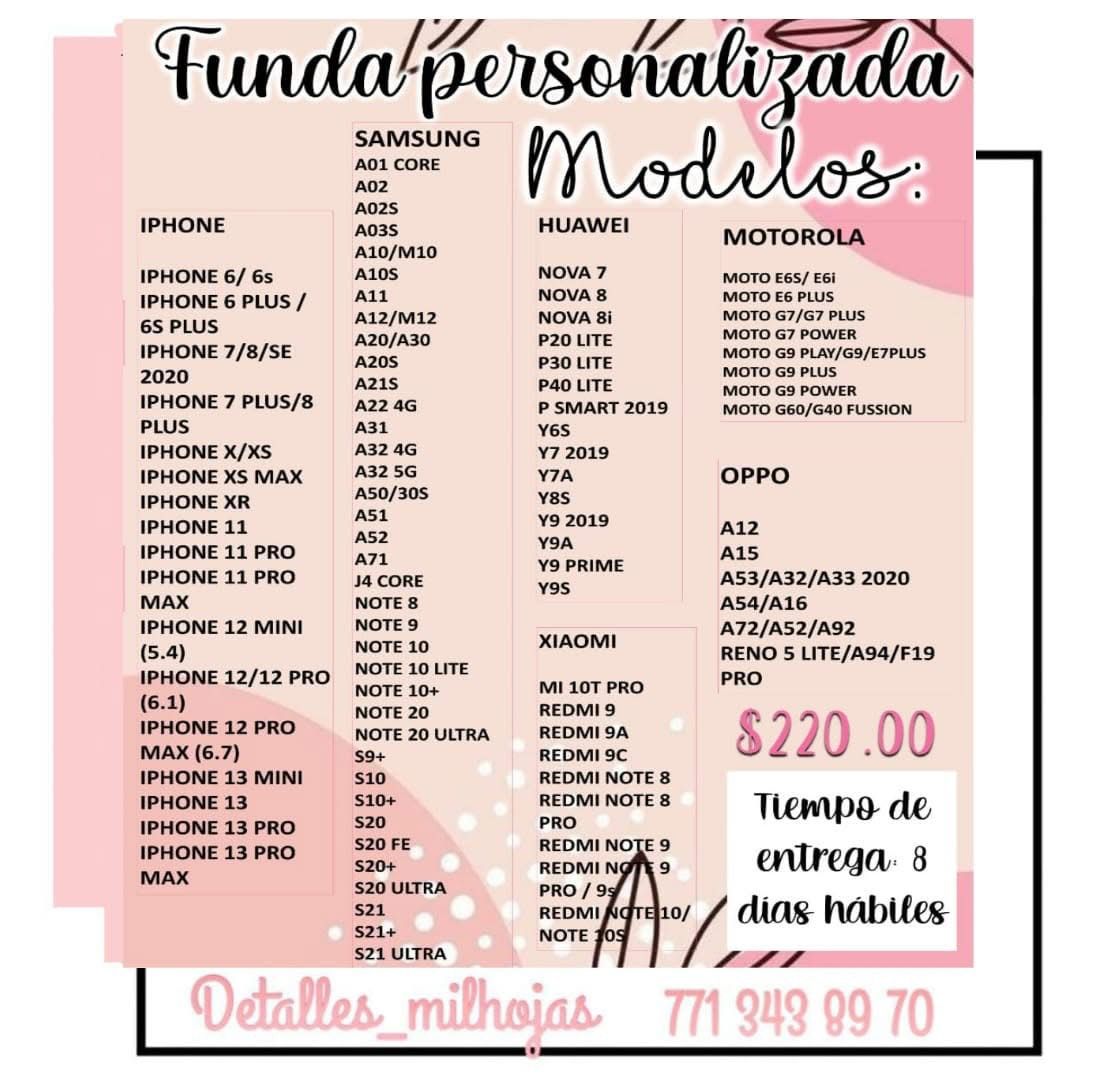 Funda personalizada
Modelos:
IPHONE
IPHONE 6/ 6s
IPHONE 6 PLUS /
6S PLUS
IPHONE 7/8/SE
2020
IPHONE 7 PLUS/8
PLUS
IPHONE X/XS
IPHONE XS MAX
IPHONE XR
IPHONE 11
IPHONE 11 PRO
IPHONE 11 PRO
MAX
IPHONE 12 MINI
(5.4)
IPHONE 12/12 PRO
(6.1)
IPHONE 12 PRO
MAX (6.7)
IPHONE 13 MINI
IPHONE 13
IPHONE 13 PRO
IPHONE 13 PRO
MAX
SAMSUNG
A01 CORE
A02
A02S
A03S
A10/M10
A10S
A11
A12/M12
A20/A30
A20S
A21S
A22 4G
A31
A32 4G
A32 5G
A50/30S
A51
A52
A71
J4 CORE
NOTE 8
NOTE 9
NOTE 10
NOTE 10 LITE
NOTE 10+
NOTE 20
NOTE 20 ULTRA
S9+
S10
S10+
S20
S20 FE
S20+
S20 ULTRA
S21
S21+
S21 ULTRA
HUAWEI
NOVA 7
NOVA 8
NOVA 8i
P20 LITE
P30 LITE
P40 LITE
P SMART 2019
Y6S
Y7 2019
Y7A
Y8S
Y9 2019
Y9A
Y9 PRIME
Y9S
XIAOMI
MI 10T PRO
REDMI 9
REDMI 9A
REDMI 9C
REDMI NOTE 8
REDMI NOTE 8
PRO
REDMI NOTE 9
REDMI NOTE 9
PRO / 9s
REDMI NOTE 10/
NOTE 10S
MOTOROLA
MOTO E6S/ E6i
MOTO E6 PLUS
MOTO G7/G7 PLUS
MOTO G7 POWER
MOTO G9 PLAY/G9/E7PLUS
MOTO G9 PLUS
MOTO G9 POWER
MOTO G60/G40 FUSSION
OPPO
A12
A15
A53/A32/A33 2020
A54/A16
A72/A52/A92
RENO 5 LITE/A94/F19
PRO
$220.00
Tiempo de
entrega: 8
días hábiles
Detalles_milhojas 771 343 89 70